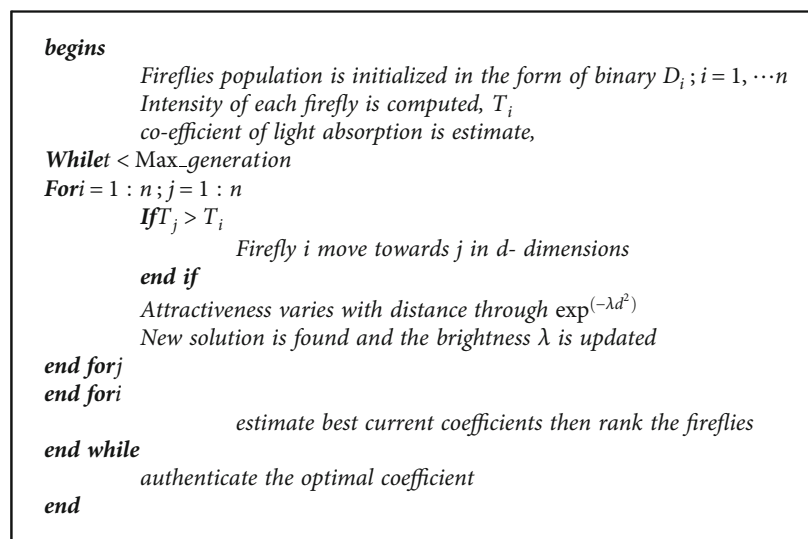 begins
Fireflies population is initialized in the form of binary D_i ; i = 1, ⋯n
Intensity of each firefly is computed, T_i
co-efficient of light absorption is estimate,
Whilet < Max_generation
Fori = 1 : n ; j = 1 : n
IfT_j > T_i
Firefly i move towards j in d- dimensions
end if
Attractiveness varies with distance through exp^(−λd²)
New solution is found and the brightness λ is updated
end forj
end fori
estimate best current coefficients then rank the fireflies
end while
authenticate the optimal coefficient
end